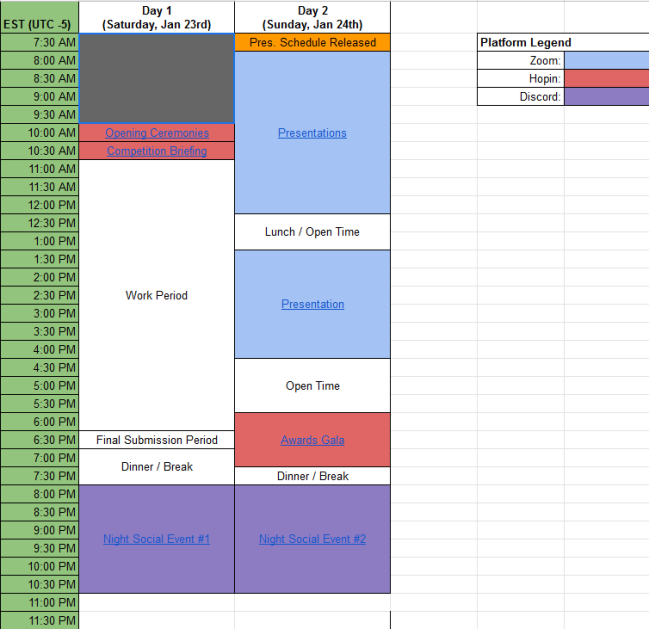 EST (UTC -5)
Day 1
(Saturday, Jan 23rd)
Day 2
(Sunday, Jan 24th)
7:30 AM
Pres. Schedule Released
Platform Legend
8:00 AM
Zoom:
8:30 AM
Hopin:
9:00 AM
Discord:
9:30 AM
10:00 AM
Opening Ceremonies
Presentations
10:30 AM
Competition Briefing
11:00 AM
11:30 AM
12:00 PM
12:30 PM
Lunch / Open Time
1:00 PM
1:30 PM
2:00 PM
2:30 PM
Work Period
Presentation
3:00 PM
3:30 PM
4:00 PM
4:30 PM
5:00 PM
Open Time
5:30 PM
6:00 PM
6:30 PM
Final Submission Period
Awards Gala
7:00 PM
Dinner / Break
7:30 PM
Dinner / Break
8:00 PM
8:30 PM
9:00 PM
Night Social Event #1
Night Social Event #2
9:30 PM
10:00 PM
10:30 PM
11:00 PM
11:30 PM